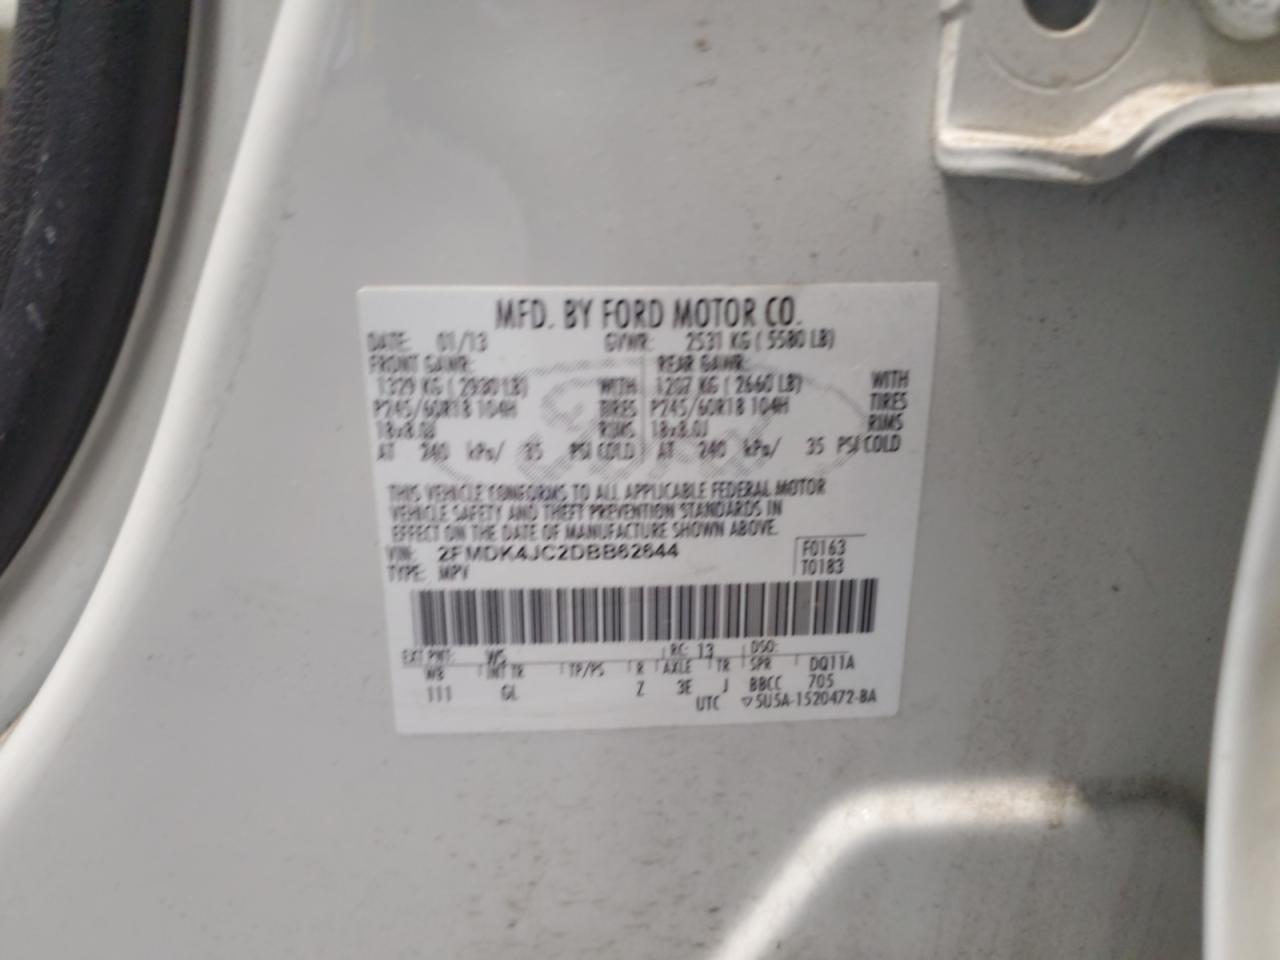 MFD. BY FORD MOTOR CO.
DATE: 01/13 GVWR: 2531 KG ( 5580 LB)
FRONT GAWR: REAR GAWR:
1329 KG ( 2930 LB) WITH 1207 KG ( 2660 LB) WITH
P245/60R18 104H TIRES P245/60R18 104H TIRES
18x8.0J RIMS 18x8.0J RIMS
AT 240 kPa/ 35 PSI COLD AT 240 kPa/ 35 PSI COLD
THIS VEHICLE CONFORMS TO ALL APPLICABLE FEDERAL MOTOR
VEHICLE SAFETY AND THEFT PREVENTION STANDARDS IN
EFFECT ON THE DATE OF MANUFACTURE SHOWN ABOVE.
VIN: 2FMDK4JC2DBB62644 F0163
TYPE: MPV T0183
EXT PNT: WS RC: 13 DSO:
WB INT TR TP/PS R AXLE TR SPR DQ11A
111 GL Z 3E J BBCC 705
UTC ▽5U5A-1520472-BA